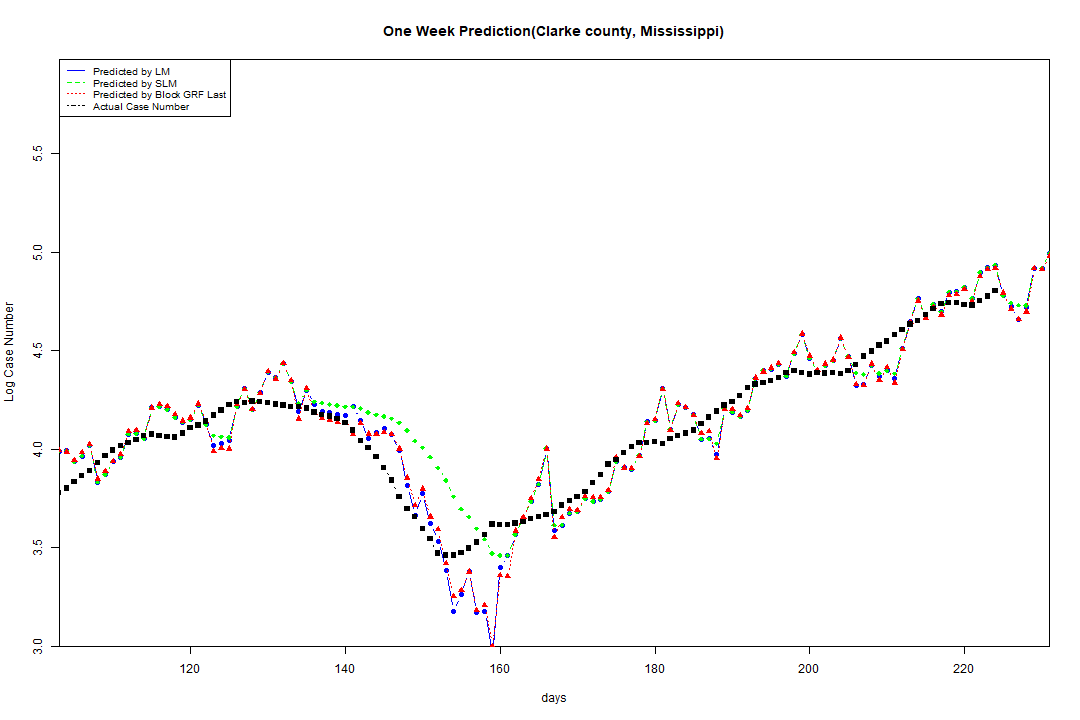 One Week Prediction(Clarke county, Mississippi)
Predicted by LM
Predicted by SLM
Predicted by Block GRF Last
Actual Case Number
Log Case Number
5.5
5.0
4.5
4.0
3.5
3.0
120 140 160 180 200 220
days